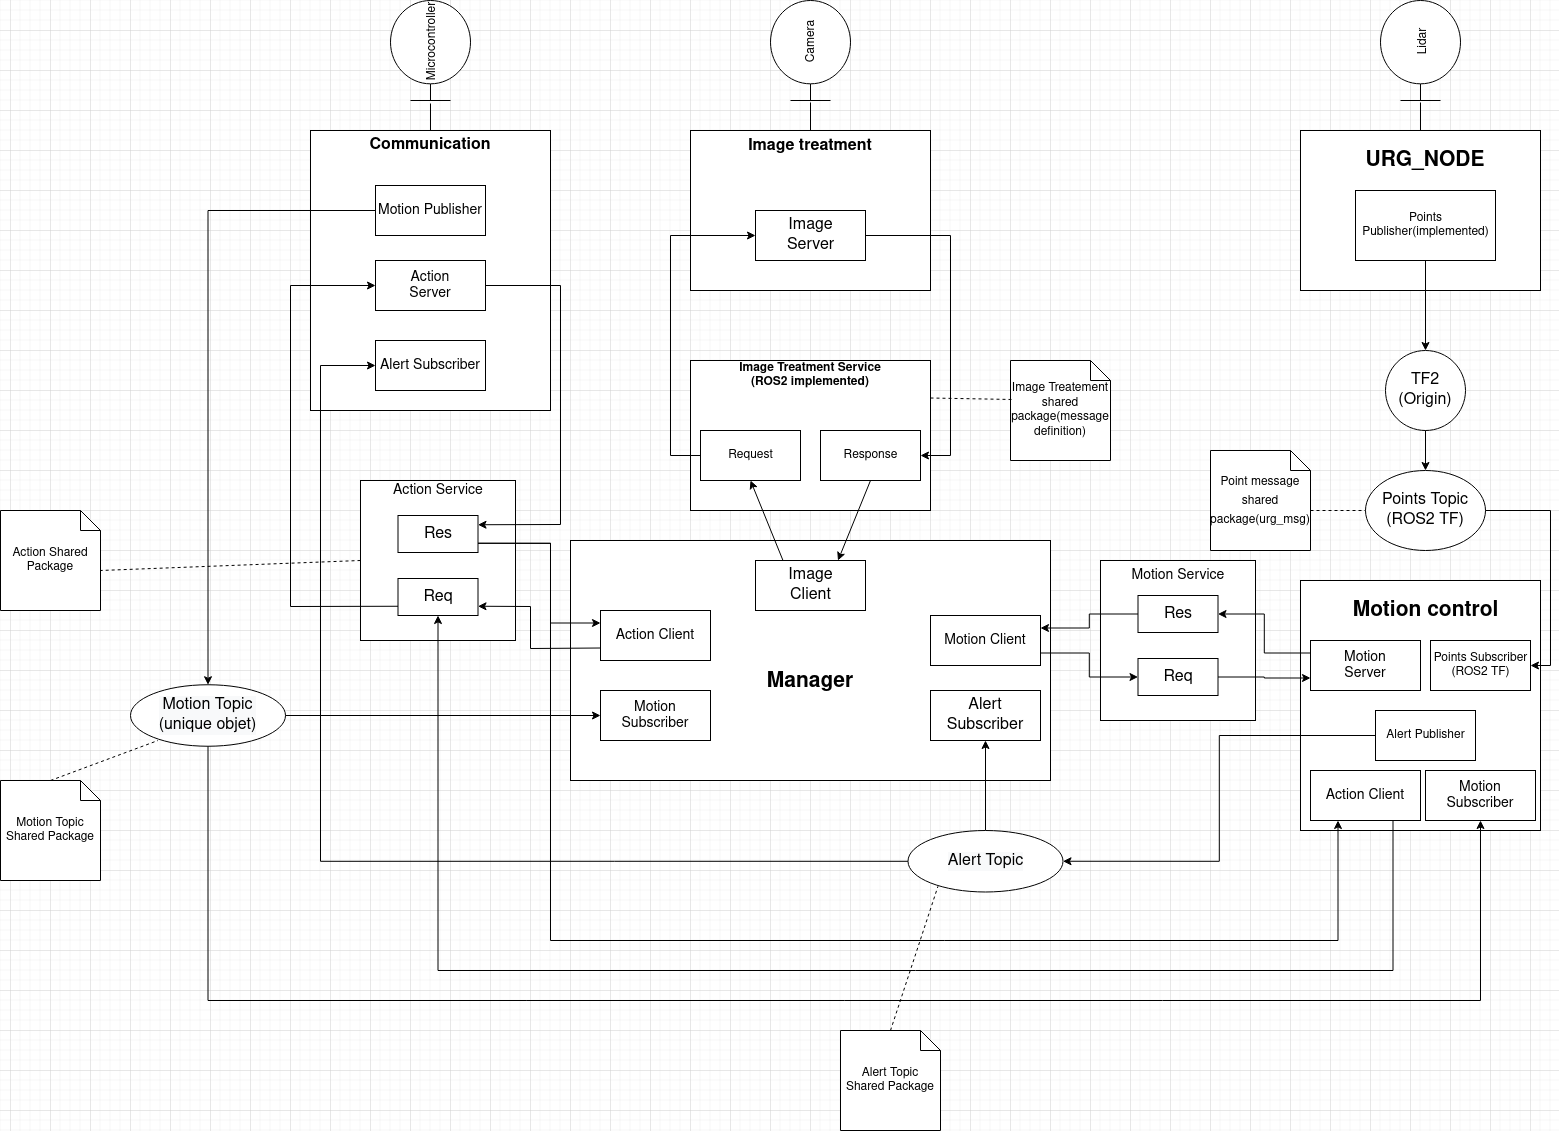 Microcontroller
Camera
Lidar
Communication
Motion Publisher
Action
Server
Alert Subscriber
Image treatment
Image
Server
URG_NODE
Points
Publisher(implemented)
TF2
(Origin)
Points Topic
(ROS2 TF)
Point message
shared
package(urg_msg)
Image Treatment Service
(ROS2 implemented)
Request
Response
Image Treatement
shared
package(message
definition)
Action Service
Res
Req
Action Shared
Package
Image
Client
Action Client
Motion Client
Manager
Motion
Subscriber
Alert
Subscriber
Motion Service
Res
Req
Motion control
Motion
Server
Points Subscriber
(ROS2 TF)
Alert Publisher
Action Client
Motion
Subscriber
Motion Topic
(unique objet)
Motion Topic
Shared Package
Alert Topic
Alert Topic
Shared Package